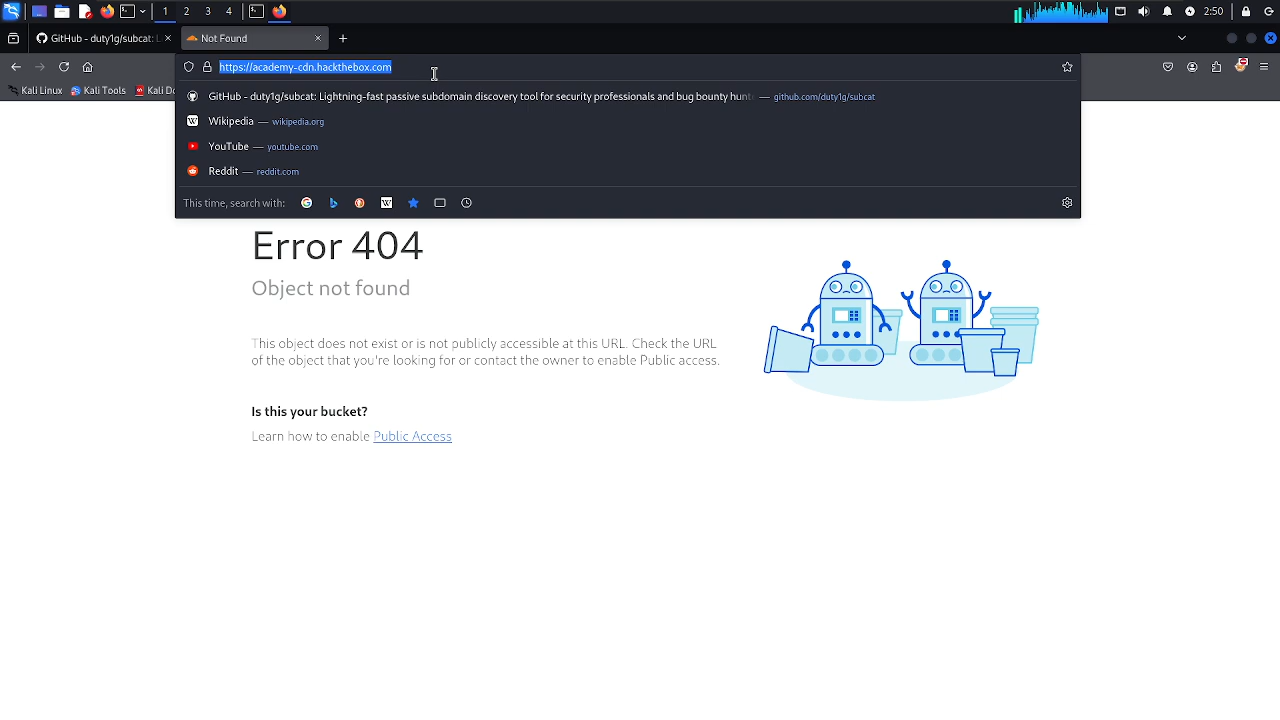 1 2 3 4 2:50
GitHub - duty1g/subcat: L Not Found
https://academy-cdn.hackthebox.com
Kali Linux Kali Tools Kali Do
GitHub - duty1g/subcat: Lightning-fast passive subdomain discovery tool for security professionals and bug bounty hunte — github.com/duty1g/subcat
Wikipedia — wikipedia.org
YouTube — youtube.com
Reddit — reddit.com
This time, search with:
Error 404
Object not found
This object does not exist or is not publicly accessible at this URL. Check the URL
of the object that you're looking for or contact the owner to enable Public access.
Is this your bucket?
Learn how to enable Public Access